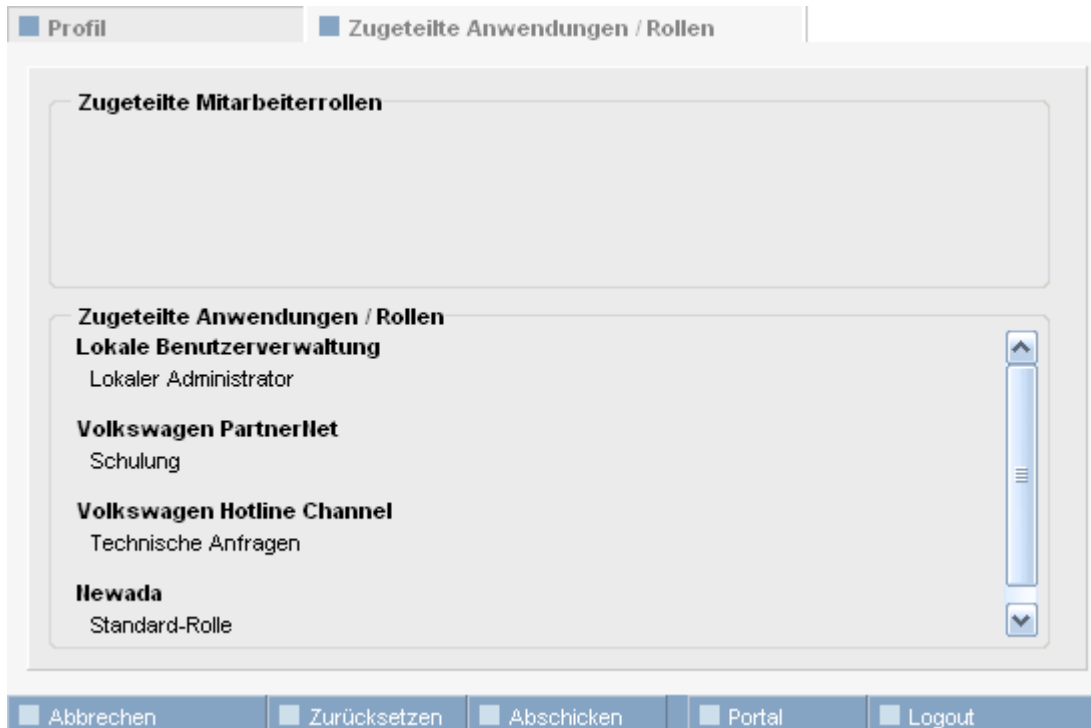 Profil
Zugeteilte Anwendungen / Rollen
Zugeteilte Mitarbeiterrollen
Zugeteilte Anwendungen / Rollen
Lokale Benutzerverwaltung
Lokaler Administrator
Volkswagen PartnerNet
Schulung
Volkswagen Hotline Channel
Technische Anfragen
Newada
Standard-Rolle
Abbrechen
Zurücksetzen
Abschicken
Portal
Logout